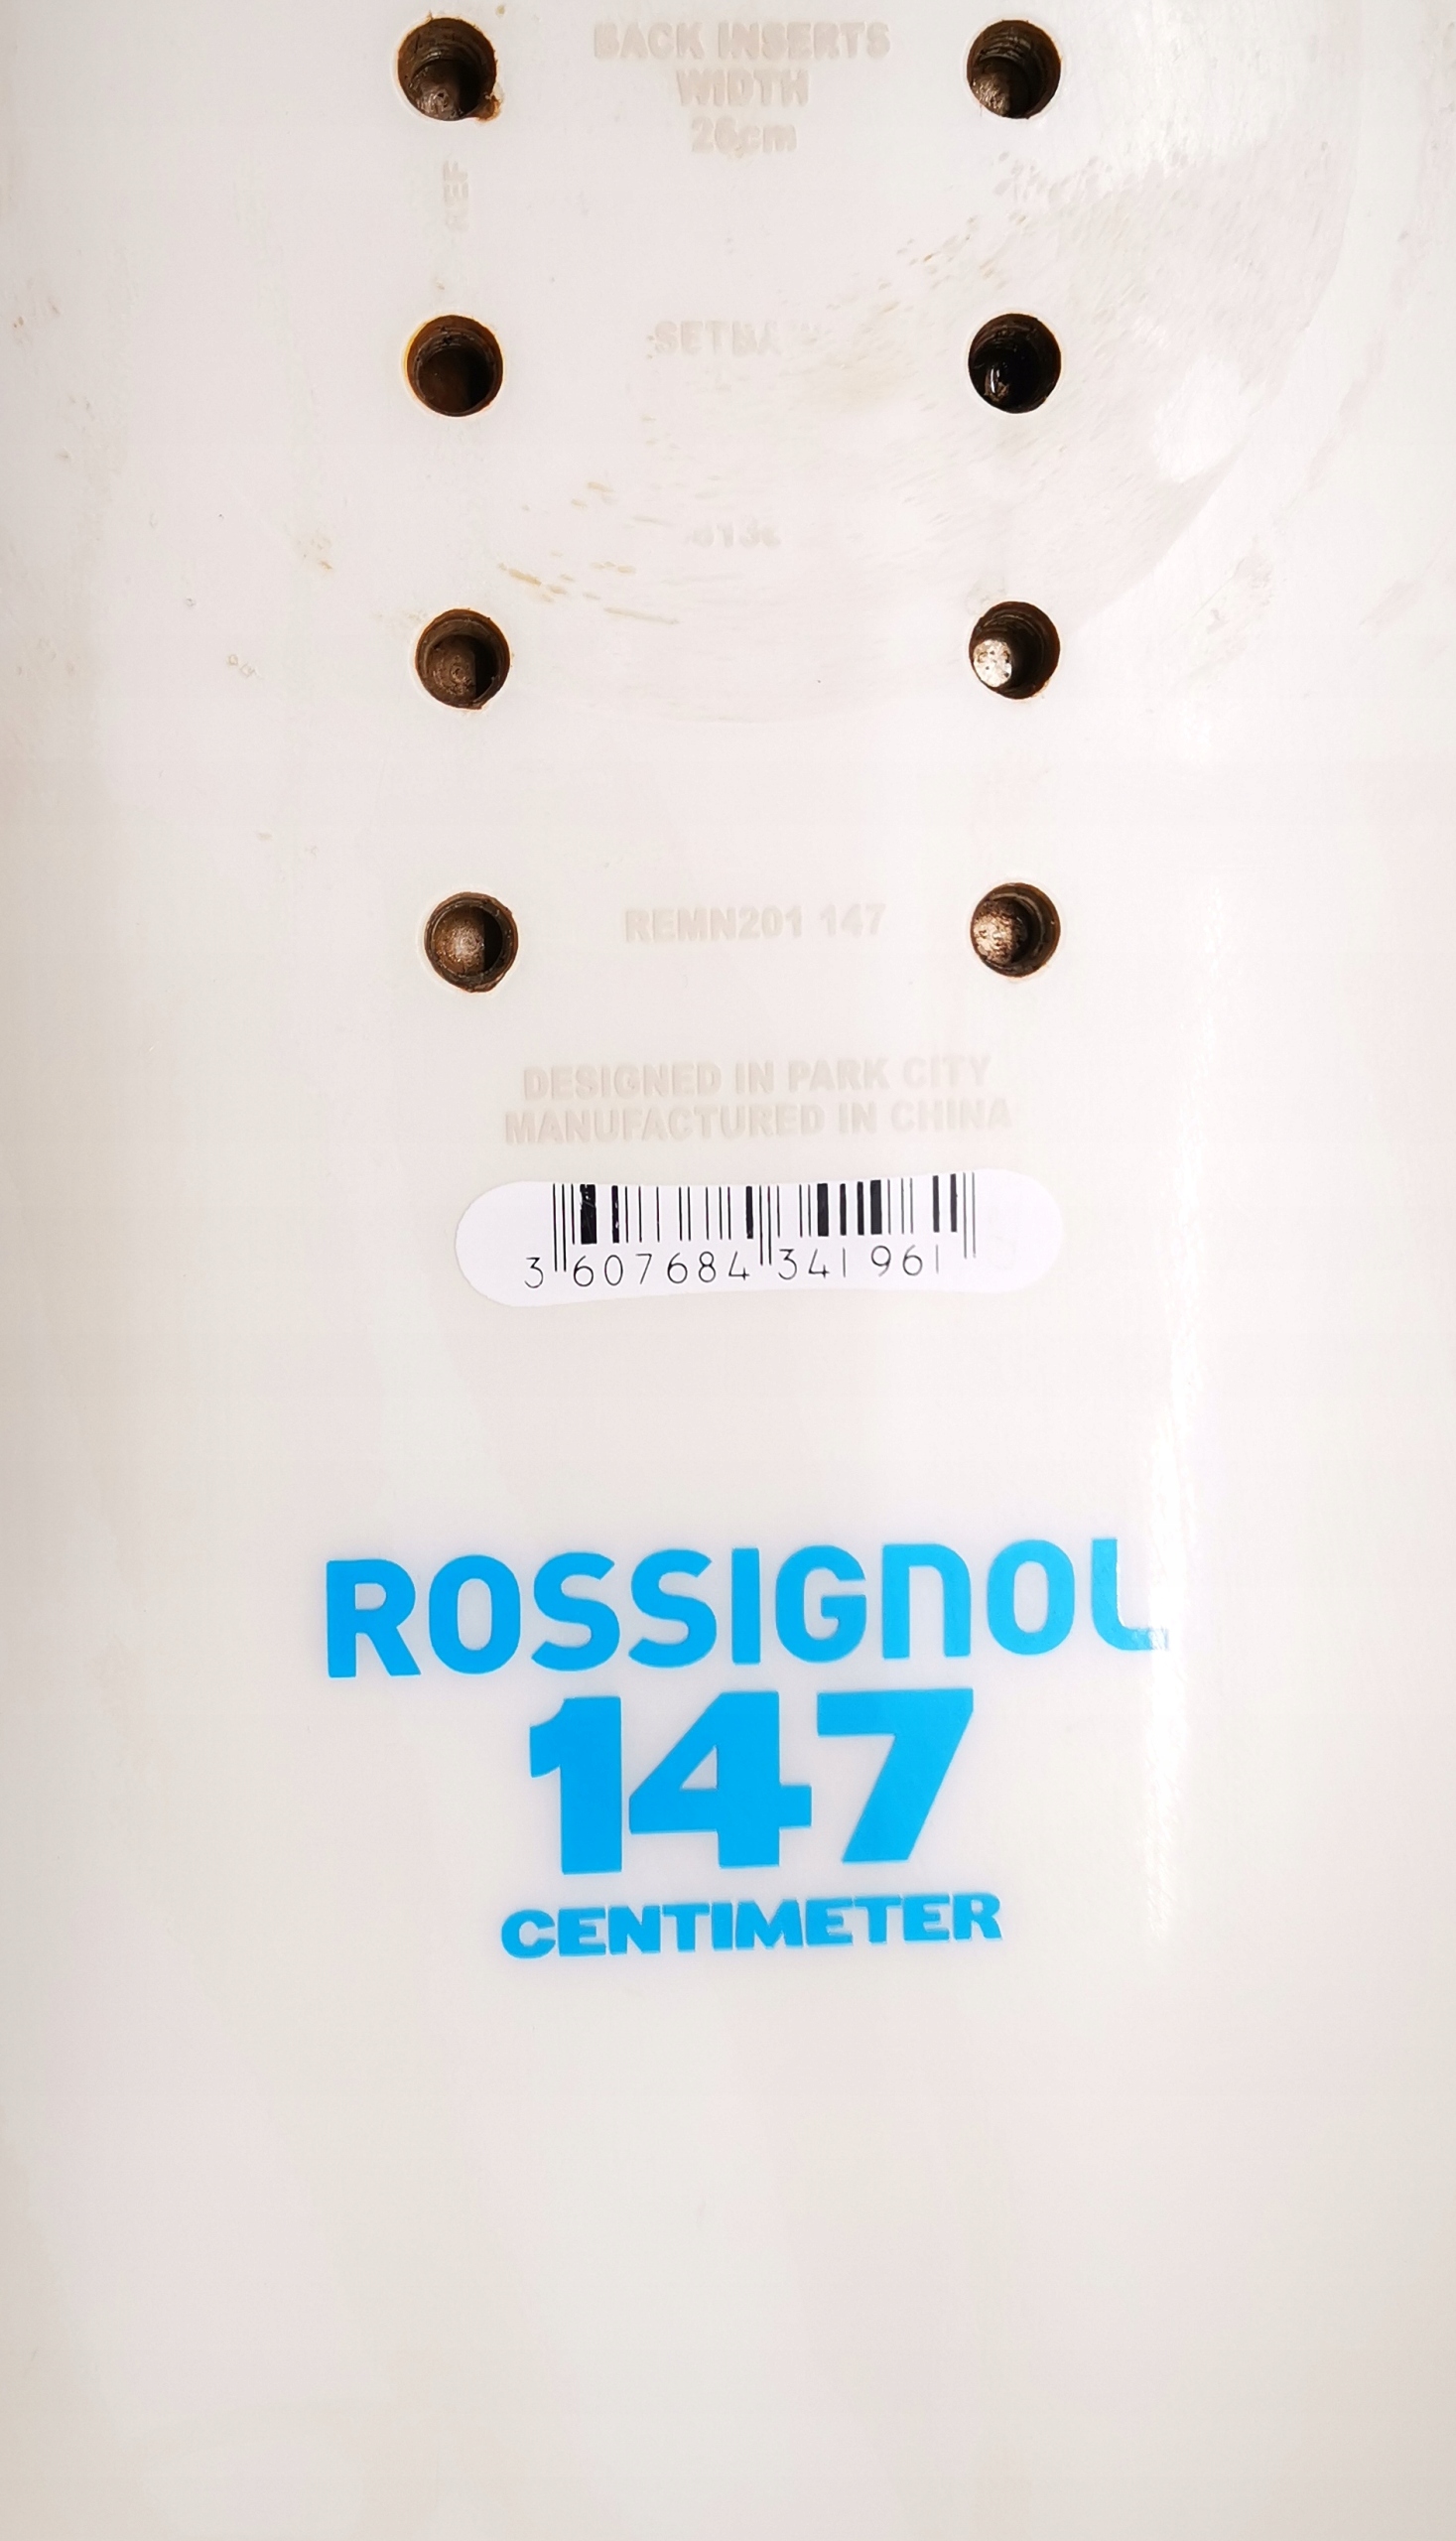 BACK INSERTS
WIDTH
26cm
REF
REMN201 147
DESIGNED IN PARK CITY
MANUFACTURED IN CHINA
3 607684 341961
ROSSIGNOL
147
CENTIMETER